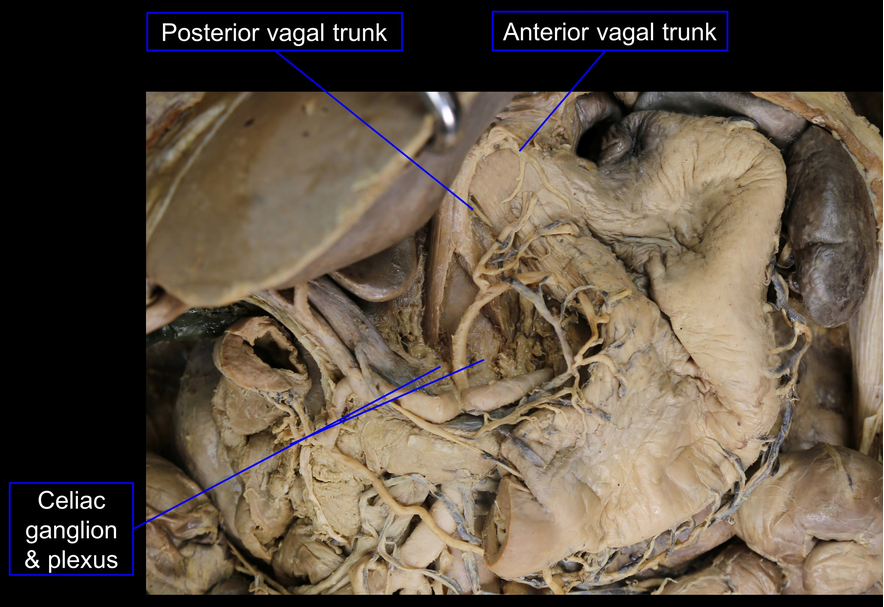 Posterior vagal trunk
Anterior vagal trunk
Celiac
ganglion
& plexus